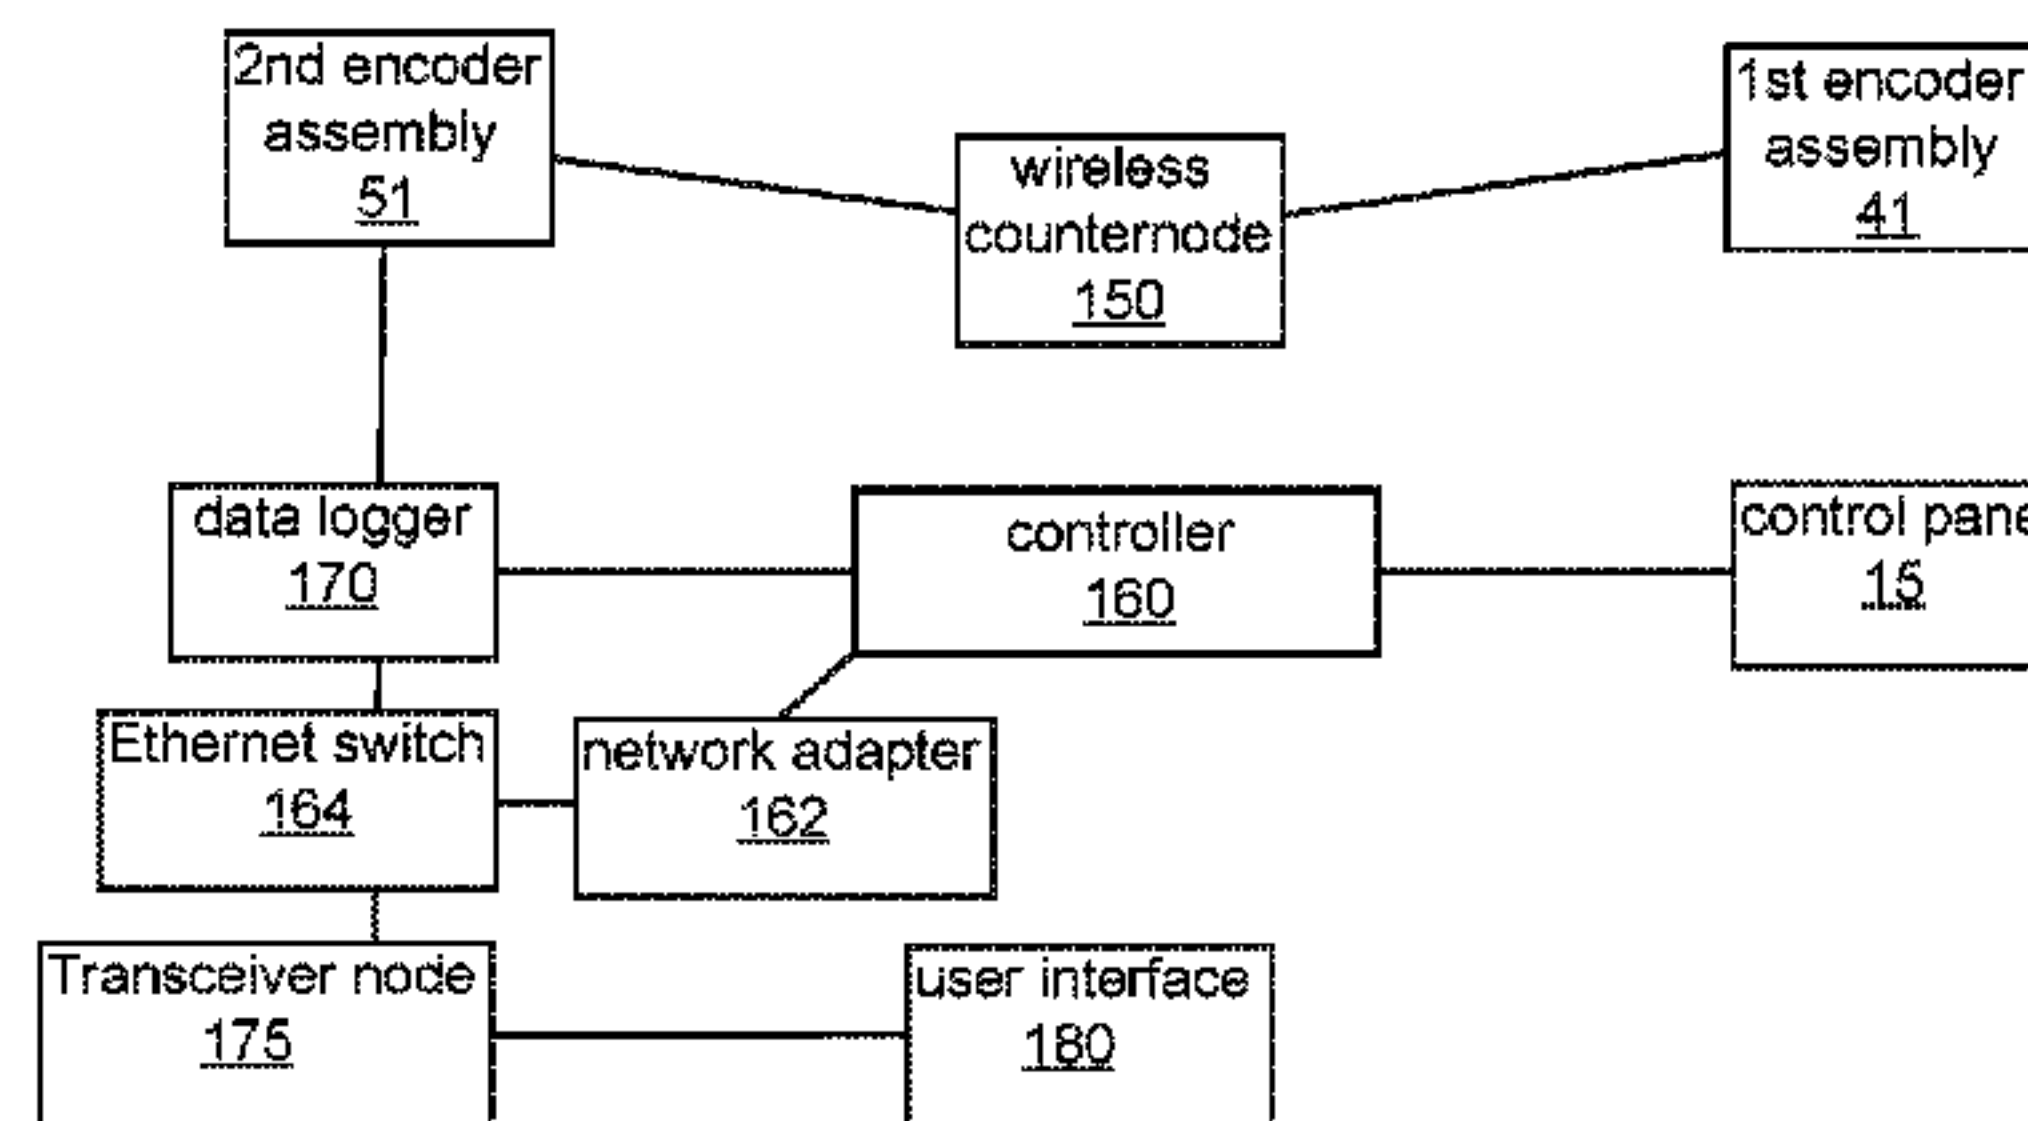 2nd encoder
assembly
51
wireless
counternode
150
1st encoder
assembly
41
data logger
170
controller
160
control pane
15
Ethernet switch
164
network adapter
162
Transceiver node
175
user interface
180